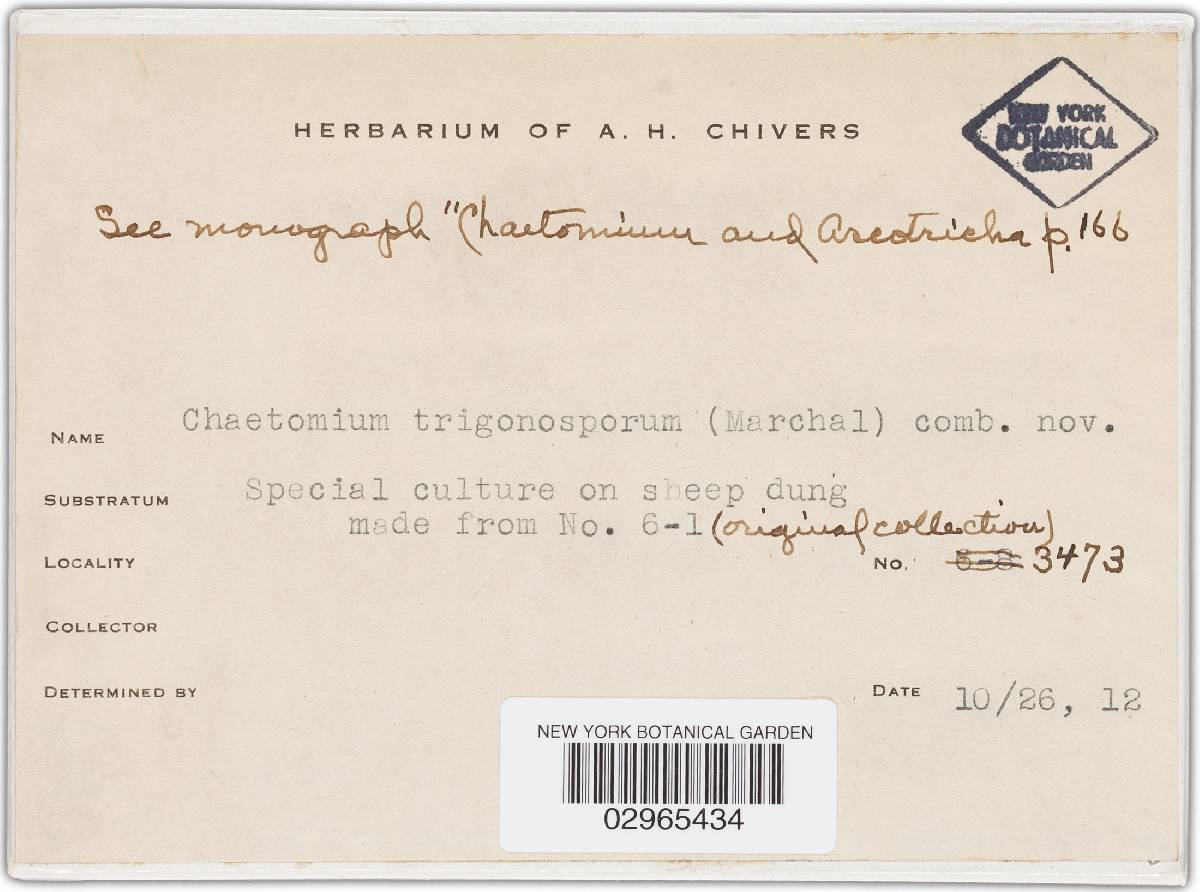 HERBARIUM OF A. H. CHIVERS
NEW YORK
BOTANICAL
GARDEN
See monograph "Chaetomium and Ascotricha p. 166
NAME Chaetomium trigonosporum (Marchal) comb. nov.
SUBSTRATUM Special culture on sheep dung
made from No. 6-1 (original collection)
LOCALITY No. 3473
COLLECTOR
DETERMINED BY DATE 10/26, 12
NEW YORK BOTANICAL GARDEN
02965434